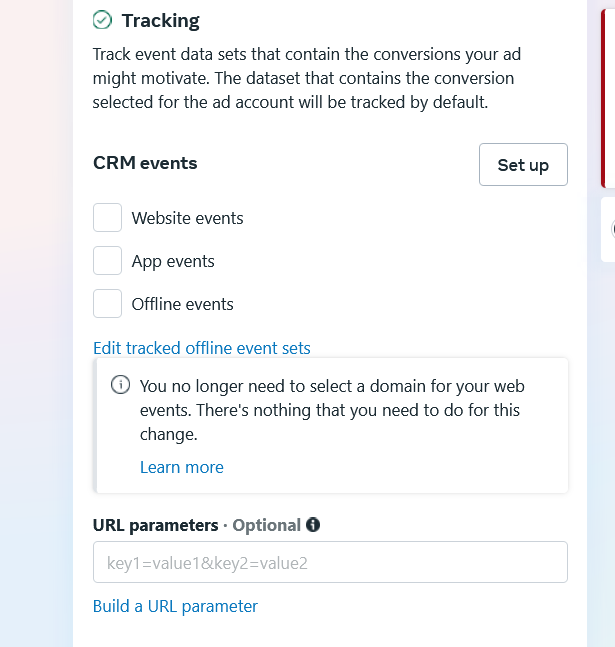 Tracking
Track event data sets that contain the conversions your ad
might motivate. The dataset that contains the conversion
selected for the ad account will be tracked by default.
CRM events
Set up
Website events
App events
Offline events
Edit tracked offline event sets
You no longer need to select a domain for your web
events. There's nothing that you need to do for this
change.
Learn more
URL parameters · Optional
key1=value1&key2=value2
Build a URL parameter